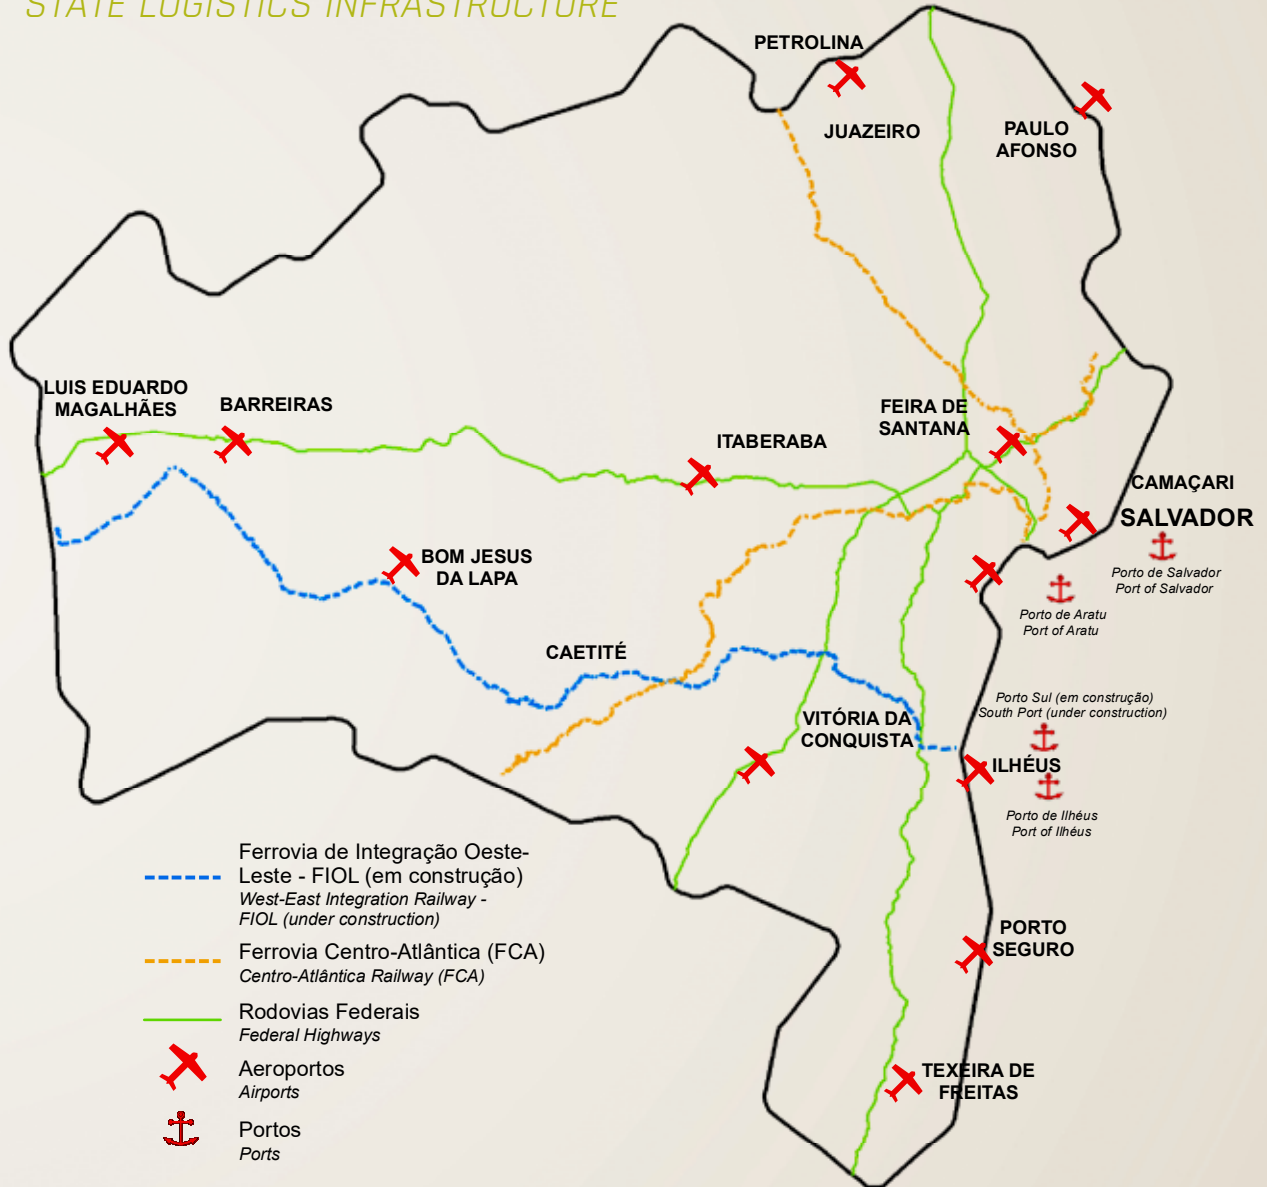 STATE LOGISTICS INFRASTRUCTURE
PETROLINA
JUAZEIRO
PAULO
AFONSO
LUIS EDUARDO
MAGALHÃES
BARREIRAS
FEIRA DE
SANTANA
ITABERABA
CAMAÇARI
SALVADOR
Porto de Salvador
Port of Salvador
BOM JESUS
DA LAPA
Porto de Aratu
Port of Aratu
CAETITÉ
Porto Sul (em construção)
South Port (under construction)
VITÓRIA DA
CONQUISTA
ILHÉUS
Porto de Ilhéus
Port of Ilhéus
PORTO
SEGURO
TEXEIRA DE
FREITAS
Ferrovia de Integração Oeste-
Leste - FIOL (em construção)
West-East Integration Railway -
FIOL (under construction)
Ferrovia Centro-Atlântica (FCA)
Centro-Atlântica Railway (FCA)
Rodovias Federais
Federal Highways
Aeroportos
Airports
Portos
Ports